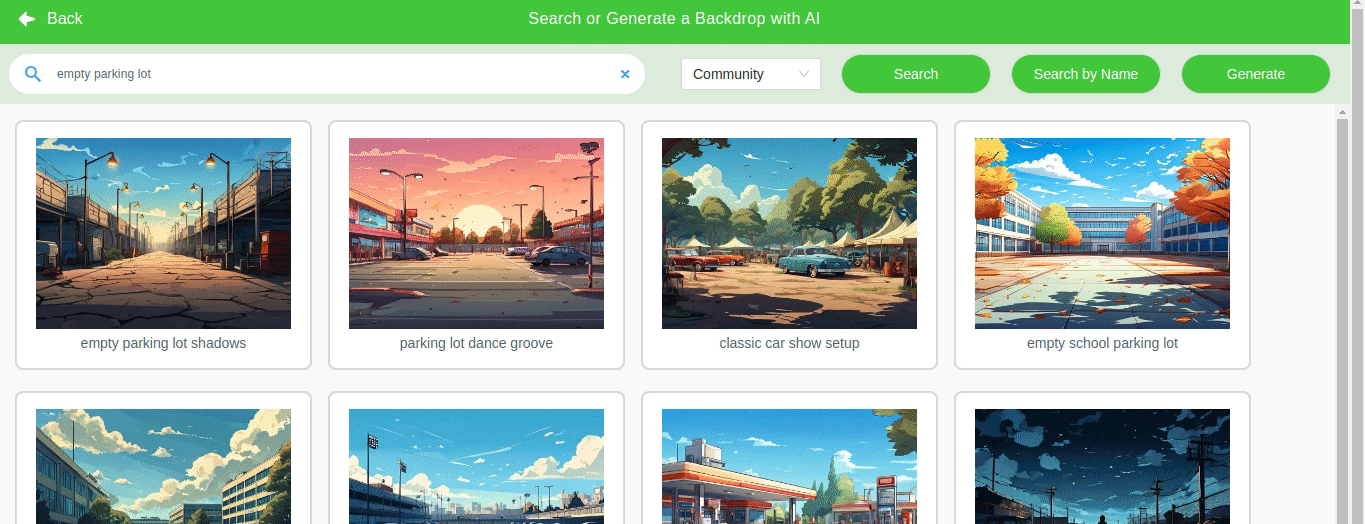 Back
Search or Generate a Backdrop with AI
empty parking lot
Community
Search
Search by Name
Generate
empty parking lot shadows
parking lot dance groove
classic car show setup
empty school parking lot